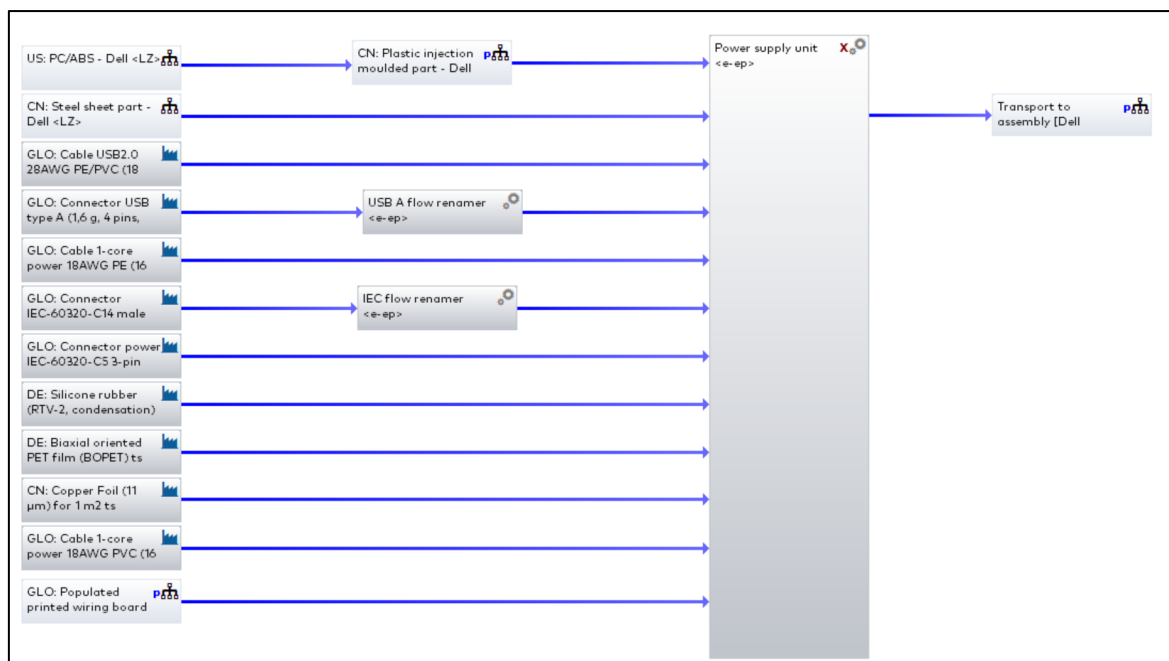 US: PC/ABS - Dell <LZ>
CN: Plastic injection
moulded part - Dell
p
Power supply unit
<e-ep>
X
Transport to
assembly [Dell
p
CN: Steel sheet part -
Dell <LZ>
GLO: Cable USB2.0
28AWG PE/PVC (18
GLO: Connector USB
type A (1,6 g, 4 pins,
USB A flow renamer
<e-ep>
GLO: Cable 1-core
power 18AWG PE (16
GLO: Connector
IEC-60320-C14 male
IEC flow renamer
<e-ep>
GLO: Connector power
IEC-60320-C5 3-pin
DE: Silicone rubber
(RTV-2, condensation)
DE: Biaxial oriented
PET film (BOPET) ts
CN: Copper Foil (11
µm) for 1 m2 ts
GLO: Cable 1-core
power 18AWG PVC (16
GLO: Populated
printed wiring board
p